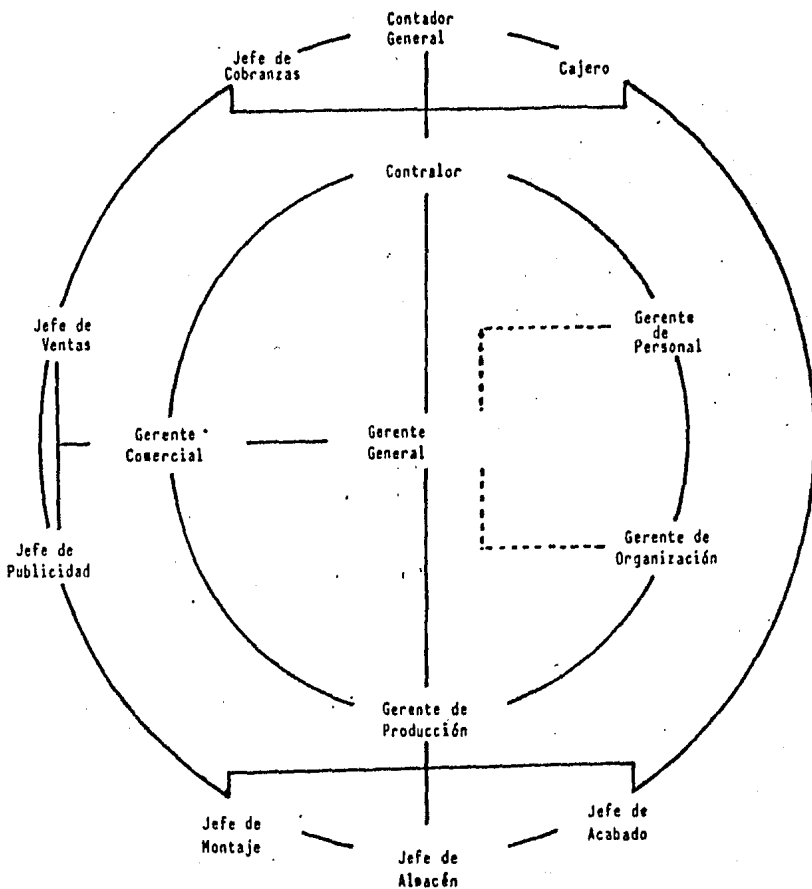 Contador
General
Jefe de
Cobranzas
Cajero
Contralor
Jefe de
Ventas
Gerente
de
Personal
Gerente
Comercial
Gerente
General
Jefe de
Publicidad
Gerente de
Organización
Gerente de
Producción
Jefe de
Montaje
Jefe de
Almacén
Jefe de
Acabado